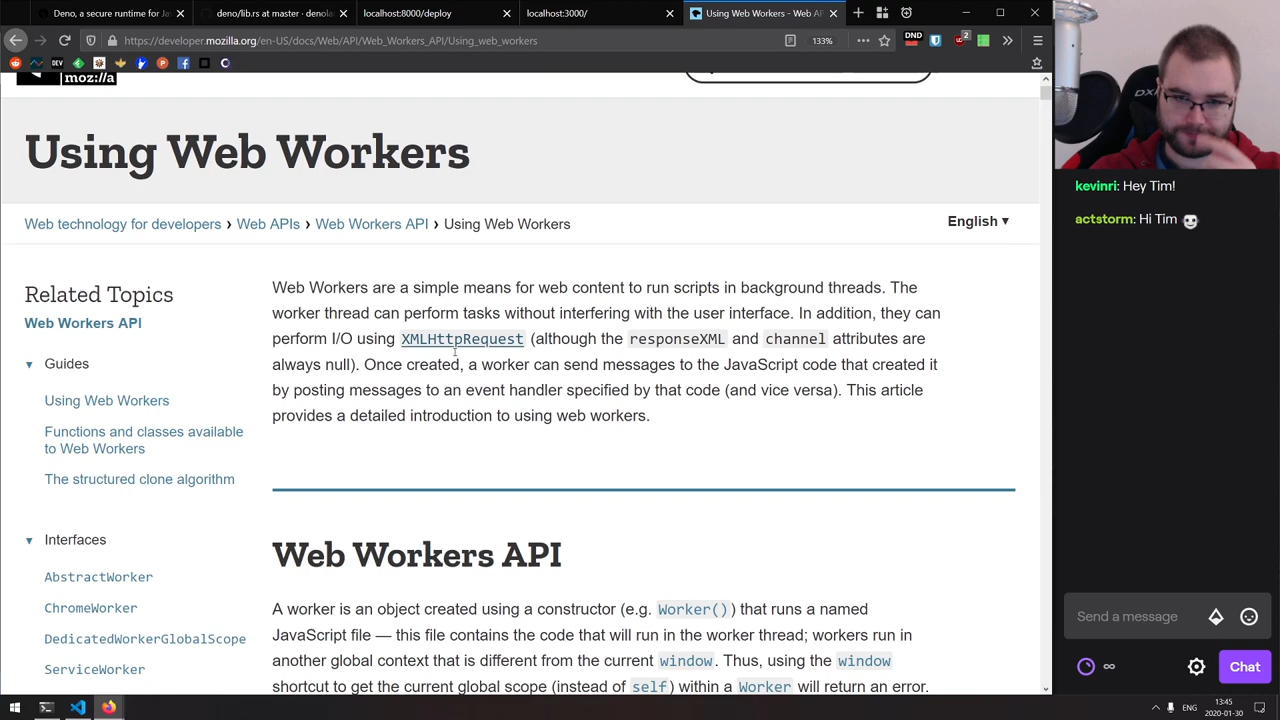 Deno, a secure runtime for Jav
deno/lib.rs at master · denolan
localhost:8000/deploy
localhost:3000/
Using Web Workers - Web AP
https://developer.mozilla.org/en-US/docs/Web/API/Web_Workers_API/Using_web_workers
133%
DND
2
DEV
moz://a
Using Web Workers
Web technology for developers › Web APIs › Web Workers API › Using Web Workers
English ▼
Related Topics
Web Workers API
Guides
Using Web Workers
Functions and classes available
to Web Workers
The structured clone algorithm
Interfaces
AbstractWorker
ChromeWorker
DedicatedWorkerGlobalScope
ServiceWorker
Web Workers are a simple means for web content to run scripts in background threads. The
worker thread can perform tasks without interfering with the user interface. In addition, they can
perform I/O using XMLHttpRequest (although the responseXML and channel attributes are
always null). Once created, a worker can send messages to the JavaScript code that created it
by posting messages to an event handler specified by that code (and vice versa). This article
provides a detailed introduction to using web workers.
Web Workers API
A worker is an object created using a constructor (e.g. Worker()) that runs a named
JavaScript file — this file contains the code that will run in the worker thread; workers run in
another global context that is different from the current window. Thus, using the window
shortcut to get the current global scope (instead of self) within a Worker will return an error.
kevinri: Hey Tim!
actstorm: Hi Tim
Send a message
∞
Chat
ENG
13:45
2020-01-30